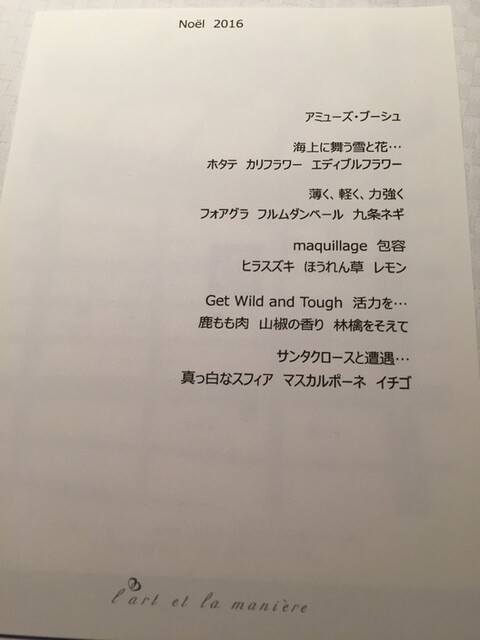 Noël 2016
アミューズ・ブーシュ
海上に舞う雪と花…
ホタテ カリフラワー エディブルフラワー
薄く、軽く、力強く
フォアグラ フルムダンベール 九条ネギ
maquillage 包容
ヒラスズキ ほうれん草 レモン
Get Wild and Tough 活力を…
鹿もも肉 山椒の香り 林檎をそえて
サンタクロースと遭遇…
真っ白なスフィア マスカルポーネ イチゴ
l'art et la manière